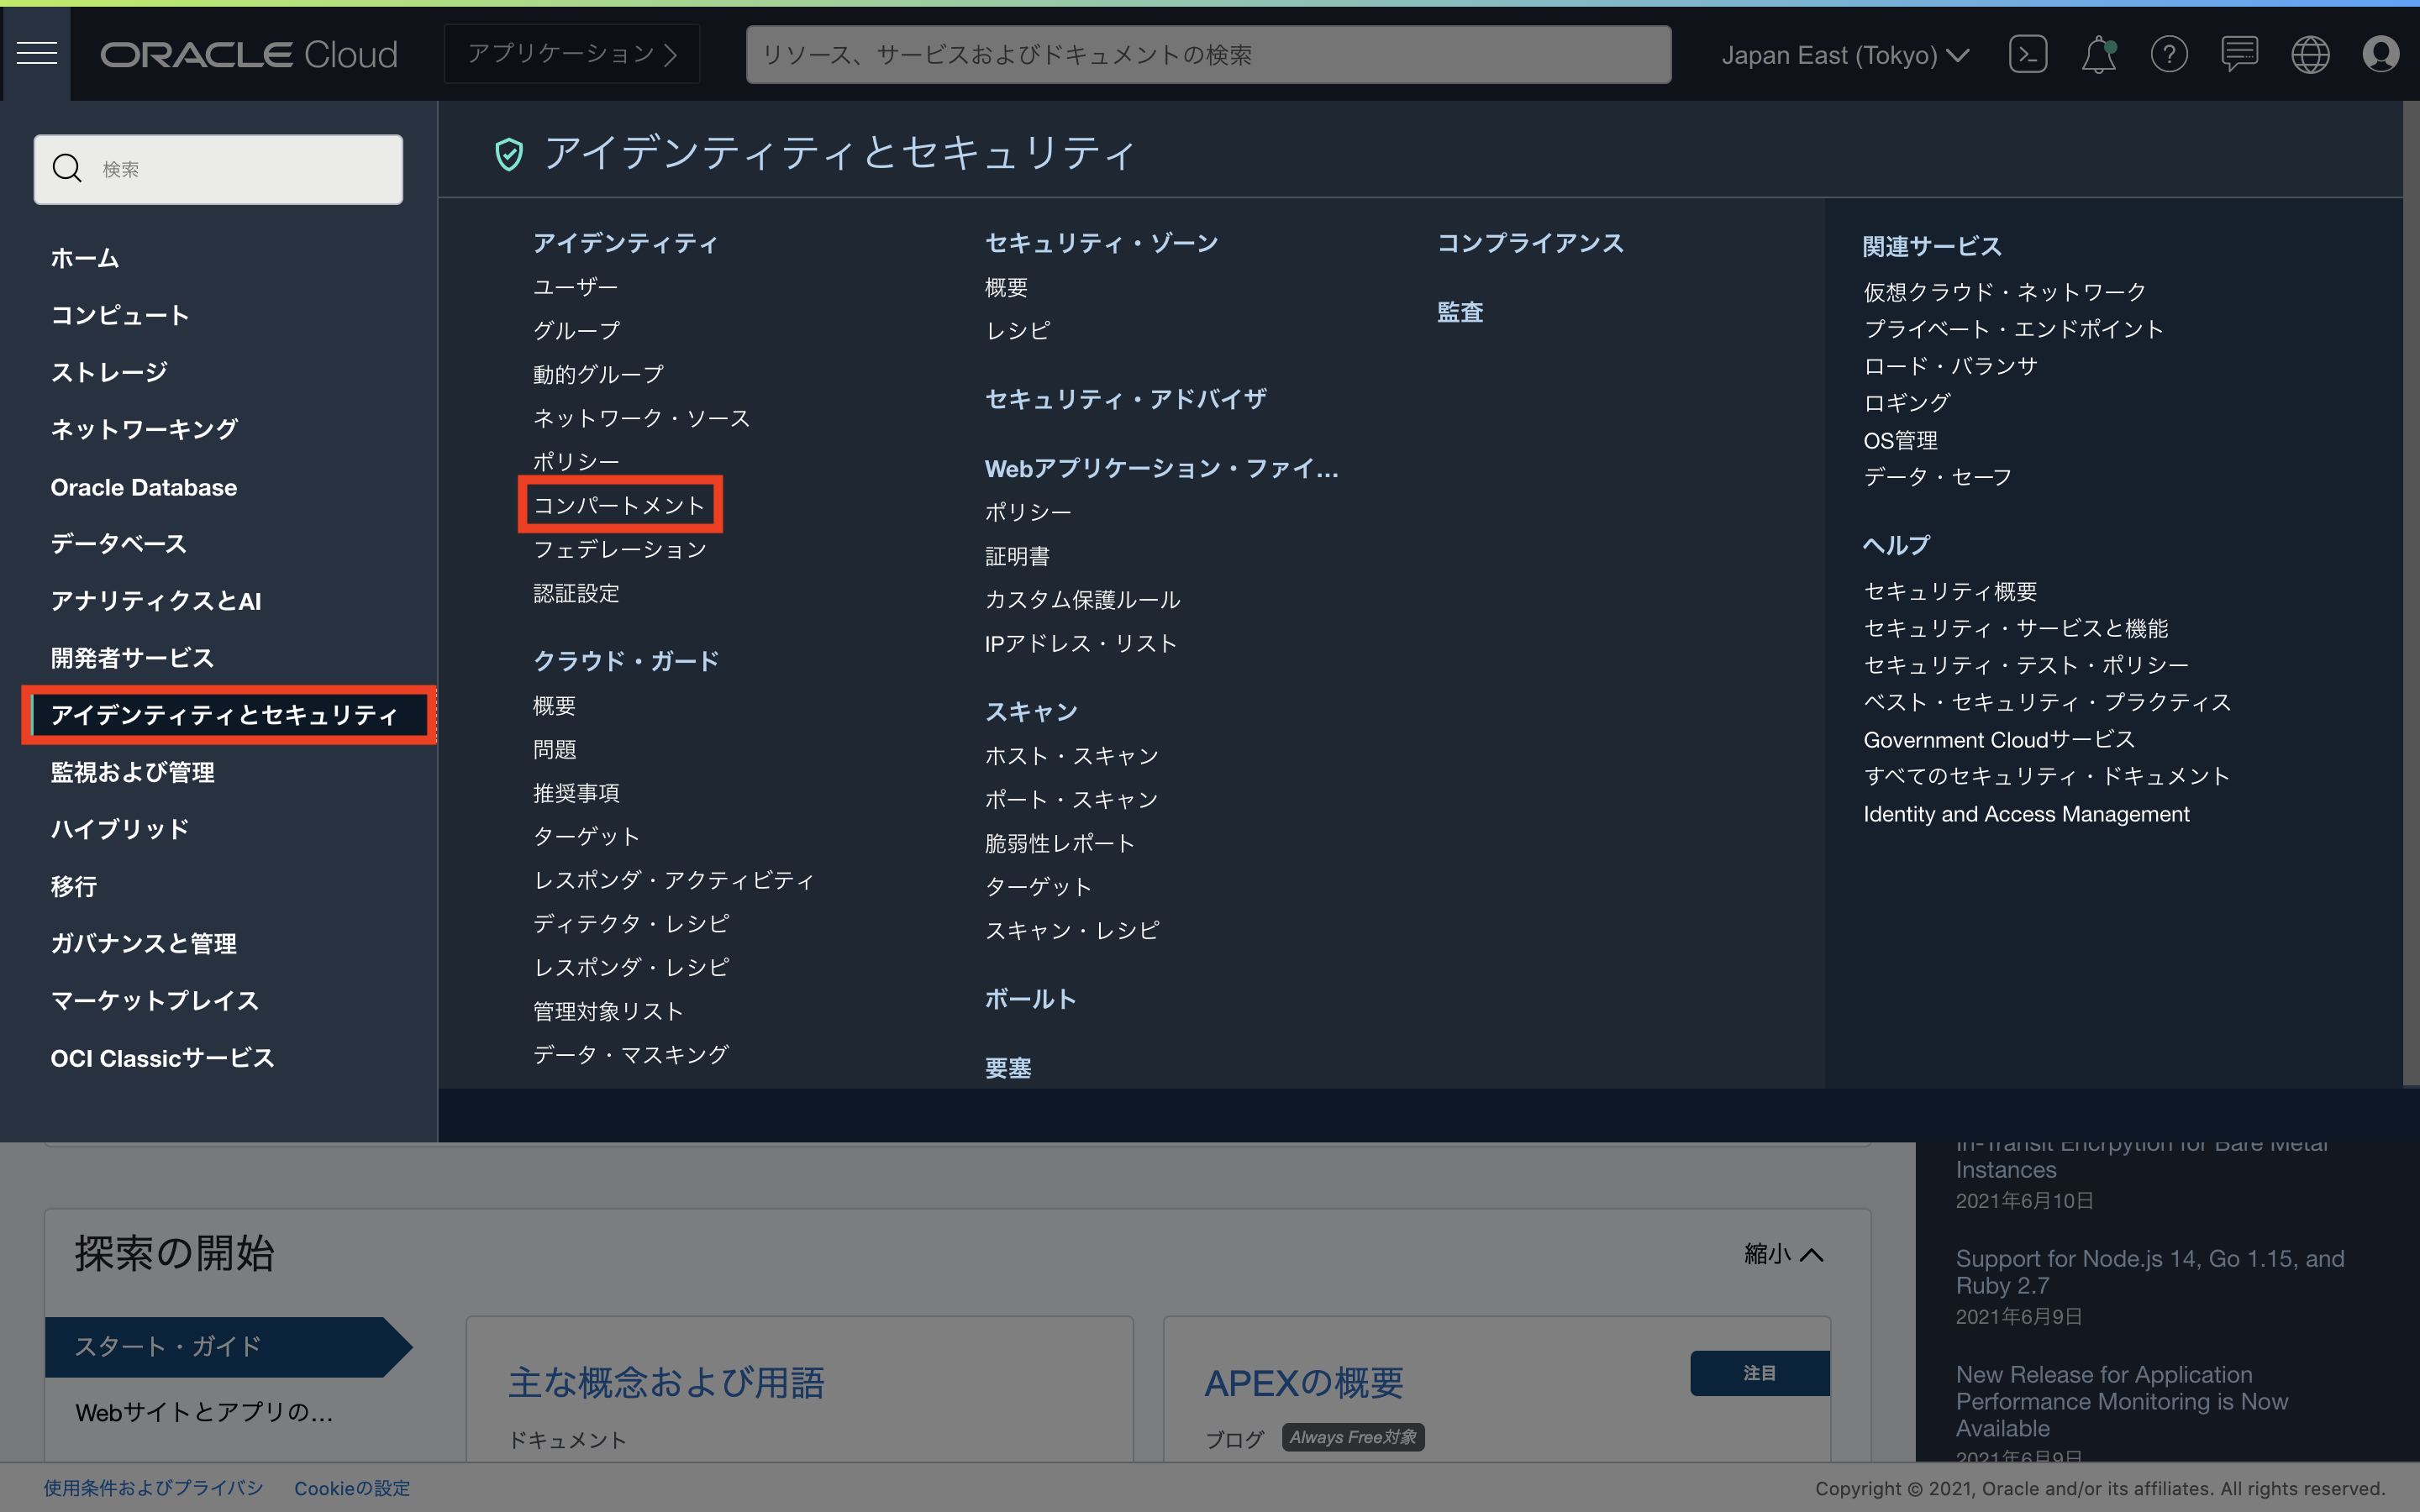 ORACLE Cloud
アプリケーション
リソース、サービスおよびドキュメントの検索
Japan East (Tokyo)
検索
ホーム
コンピュート
ストレージ
ネットワーキング
Oracle Database
データベース
アナリティクスとAI
開発者サービス
アイデンティティとセキュリティ
監視および管理
ハイブリッド
移行
ガバナンスと管理
マーケットプレイス
OCI Classicサービス
アイデンティティとセキュリティ
アイデンティティ
ユーザー
グループ
動的グループ
ネットワーク・ソース
ポリシー
コンパートメント
フェデレーション
認証設定
クラウド・ガード
概要
問題
推奨事項
ターゲット
レスポンダ・アクティビティ
ディテクタ・レシピ
レスポンダ・レシピ
管理対象リスト
データ・マスキング
セキュリティ・ゾーン
概要
レシピ
セキュリティ・アドバイザ
Webアプリケーション・ファイ...
ポリシー
証明書
カスタム保護ルール
IPアドレス・リスト
スキャン
ホスト・スキャン
ポート・スキャン
脆弱性レポート
ターゲット
スキャン・レシピ
ボールト
要塞
コンプライアンス
監査
関連サービス
仮想クラウド・ネットワーク
プライベート・エンドポイント
ロード・バランサ
ロギング
OS管理
データ・セーフ
ヘルプ
セキュリティ概要
セキュリティ・サービスと機能
セキュリティ・テスト・ポリシー
ベスト・セキュリティ・プラクティス
Government Cloudサービス
すべてのセキュリティ・ドキュメント
Identity and Access Management
探索の開始
縮小
スタート・ガイド
Webサイトとアプリの...
主な概念および用語
ドキュメント
APEXの概要
注目
ブログ
Always Free対象
In-Transit Encrpytion for Bare Metal
Instances
2021年6月10日
Support for Node.js 14, Go 1.15, and
Ruby 2.7
2021年6月9日
New Release for Application
Performance Monitoring is Now
Available
2021年6月9日
使用条件およびプライバシ
Cookieの設定
Copyright © 2021, Oracle and/or its affiliates. All rights reserved.